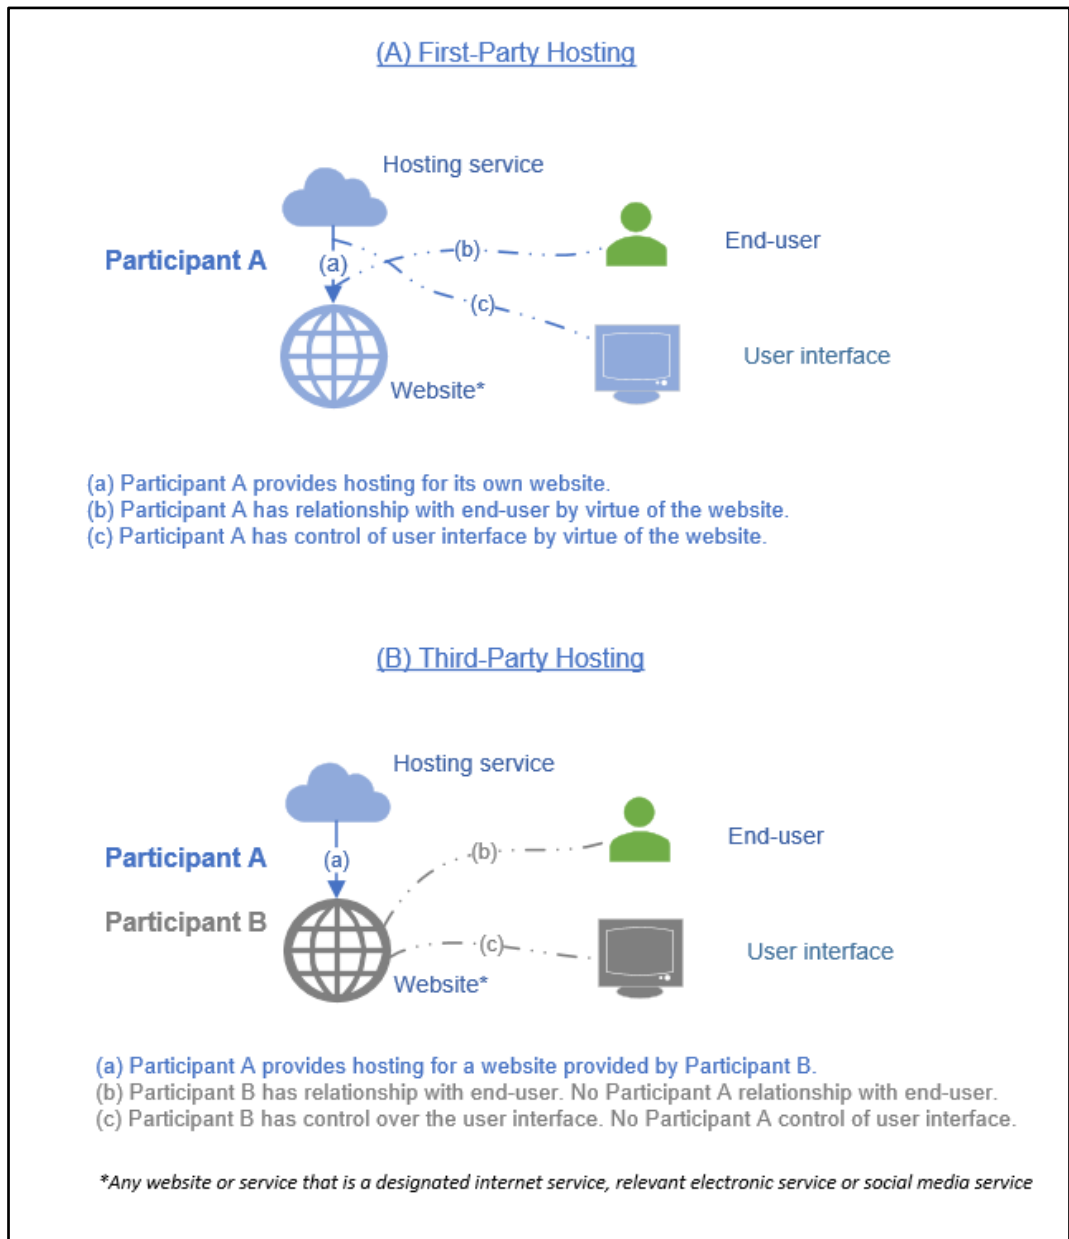 (A) First-Party Hosting
Hosting service
End-user
Participant A
(a)
(b)
(c)
User interface
Website*
(a) Participant A provides hosting for its own website.
(b) Participant A has relationship with end-user by virtue of the website.
(c) Participant A has control of user interface by virtue of the website.
(B) Third-Party Hosting
Hosting service
End-user
Participant A
(a)
(b)
Participant B
(c)
User interface
Website*
(a) Participant A provides hosting for a website provided by Participant B.
(b) Participant B has relationship with end-user. No Participant A relationship with end-user.
(c) Participant B has control over the user interface. No Participant A control of user interface.
*Any website or service that is a designated internet service, relevant electronic service or social media service